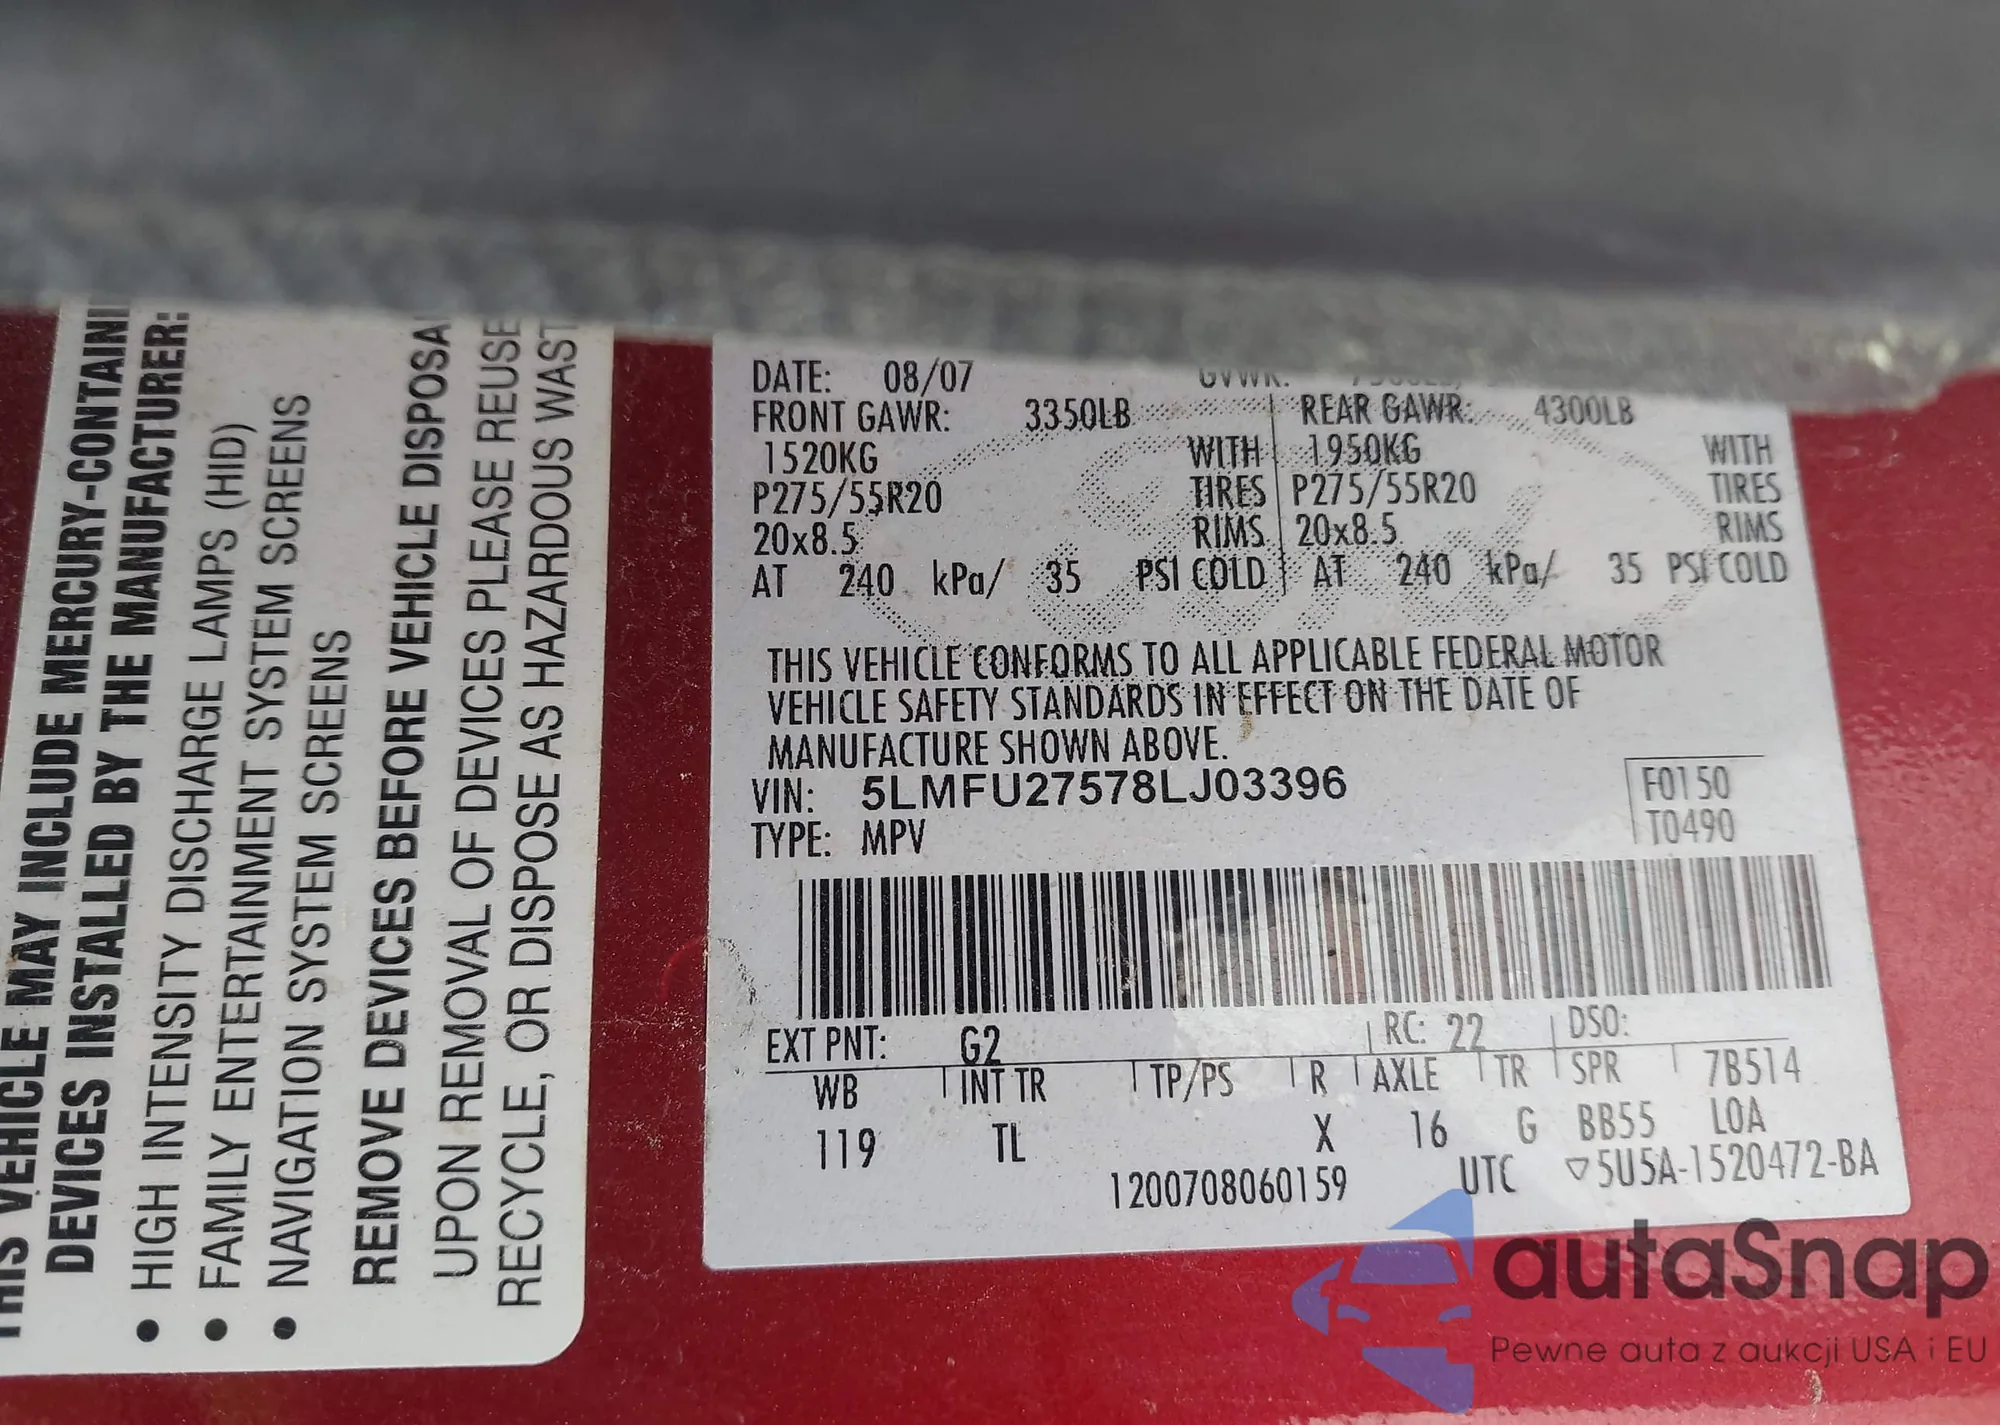 THIS VEHICLE MAY INCLUDE MERCURY-CONTAINI
DEVICES INSTALLED BY THE MANUFACTURER:
• HIGH INTENSITY DISCHARGE LAMPS (HID)
• FAMILY ENTERTAINMENT SYSTEM SCREENS
• NAVIGATION SYSTEM SCREENS
REMOVE DEVICES BEFORE VEHICLE DISPOSA
UPON REMOVAL OF DEVICES PLEASE REUSE
RECYCLE, OR DISPOSE AS HAZARDOUS WAST
DATE: 08/07 GVWR:
FRONT GAWR: 3350LB REAR GAWR: 4300LB
1520KG WITH 1950KG WITH
P275/55R20 TIRES P275/55R20 TIRES
20x8.5 RIMS 20x8.5 RIMS
AT 240 kPa/ 35 PSI COLD AT 240 kPa/ 35 PSI COLD
THIS VEHICLE CONFORMS TO ALL APPLICABLE FEDERAL MOTOR
VEHICLE SAFETY STANDARDS IN EFFECT ON THE DATE OF
MANUFACTURE SHOWN ABOVE.
VIN: 5LMFU27578LJ03396
F0150
TYPE: MPV
T0490
EXT PNT: G2 RC: 22 DSO:
WB INT TR TP/PS R AXLE TR SPR 7B514
119 TL X 16 G BB55 LOA
1200708060159 UTC ▽5U5A-1520472-BA
autaSnap
Pewne auta z aukcji USA i EU